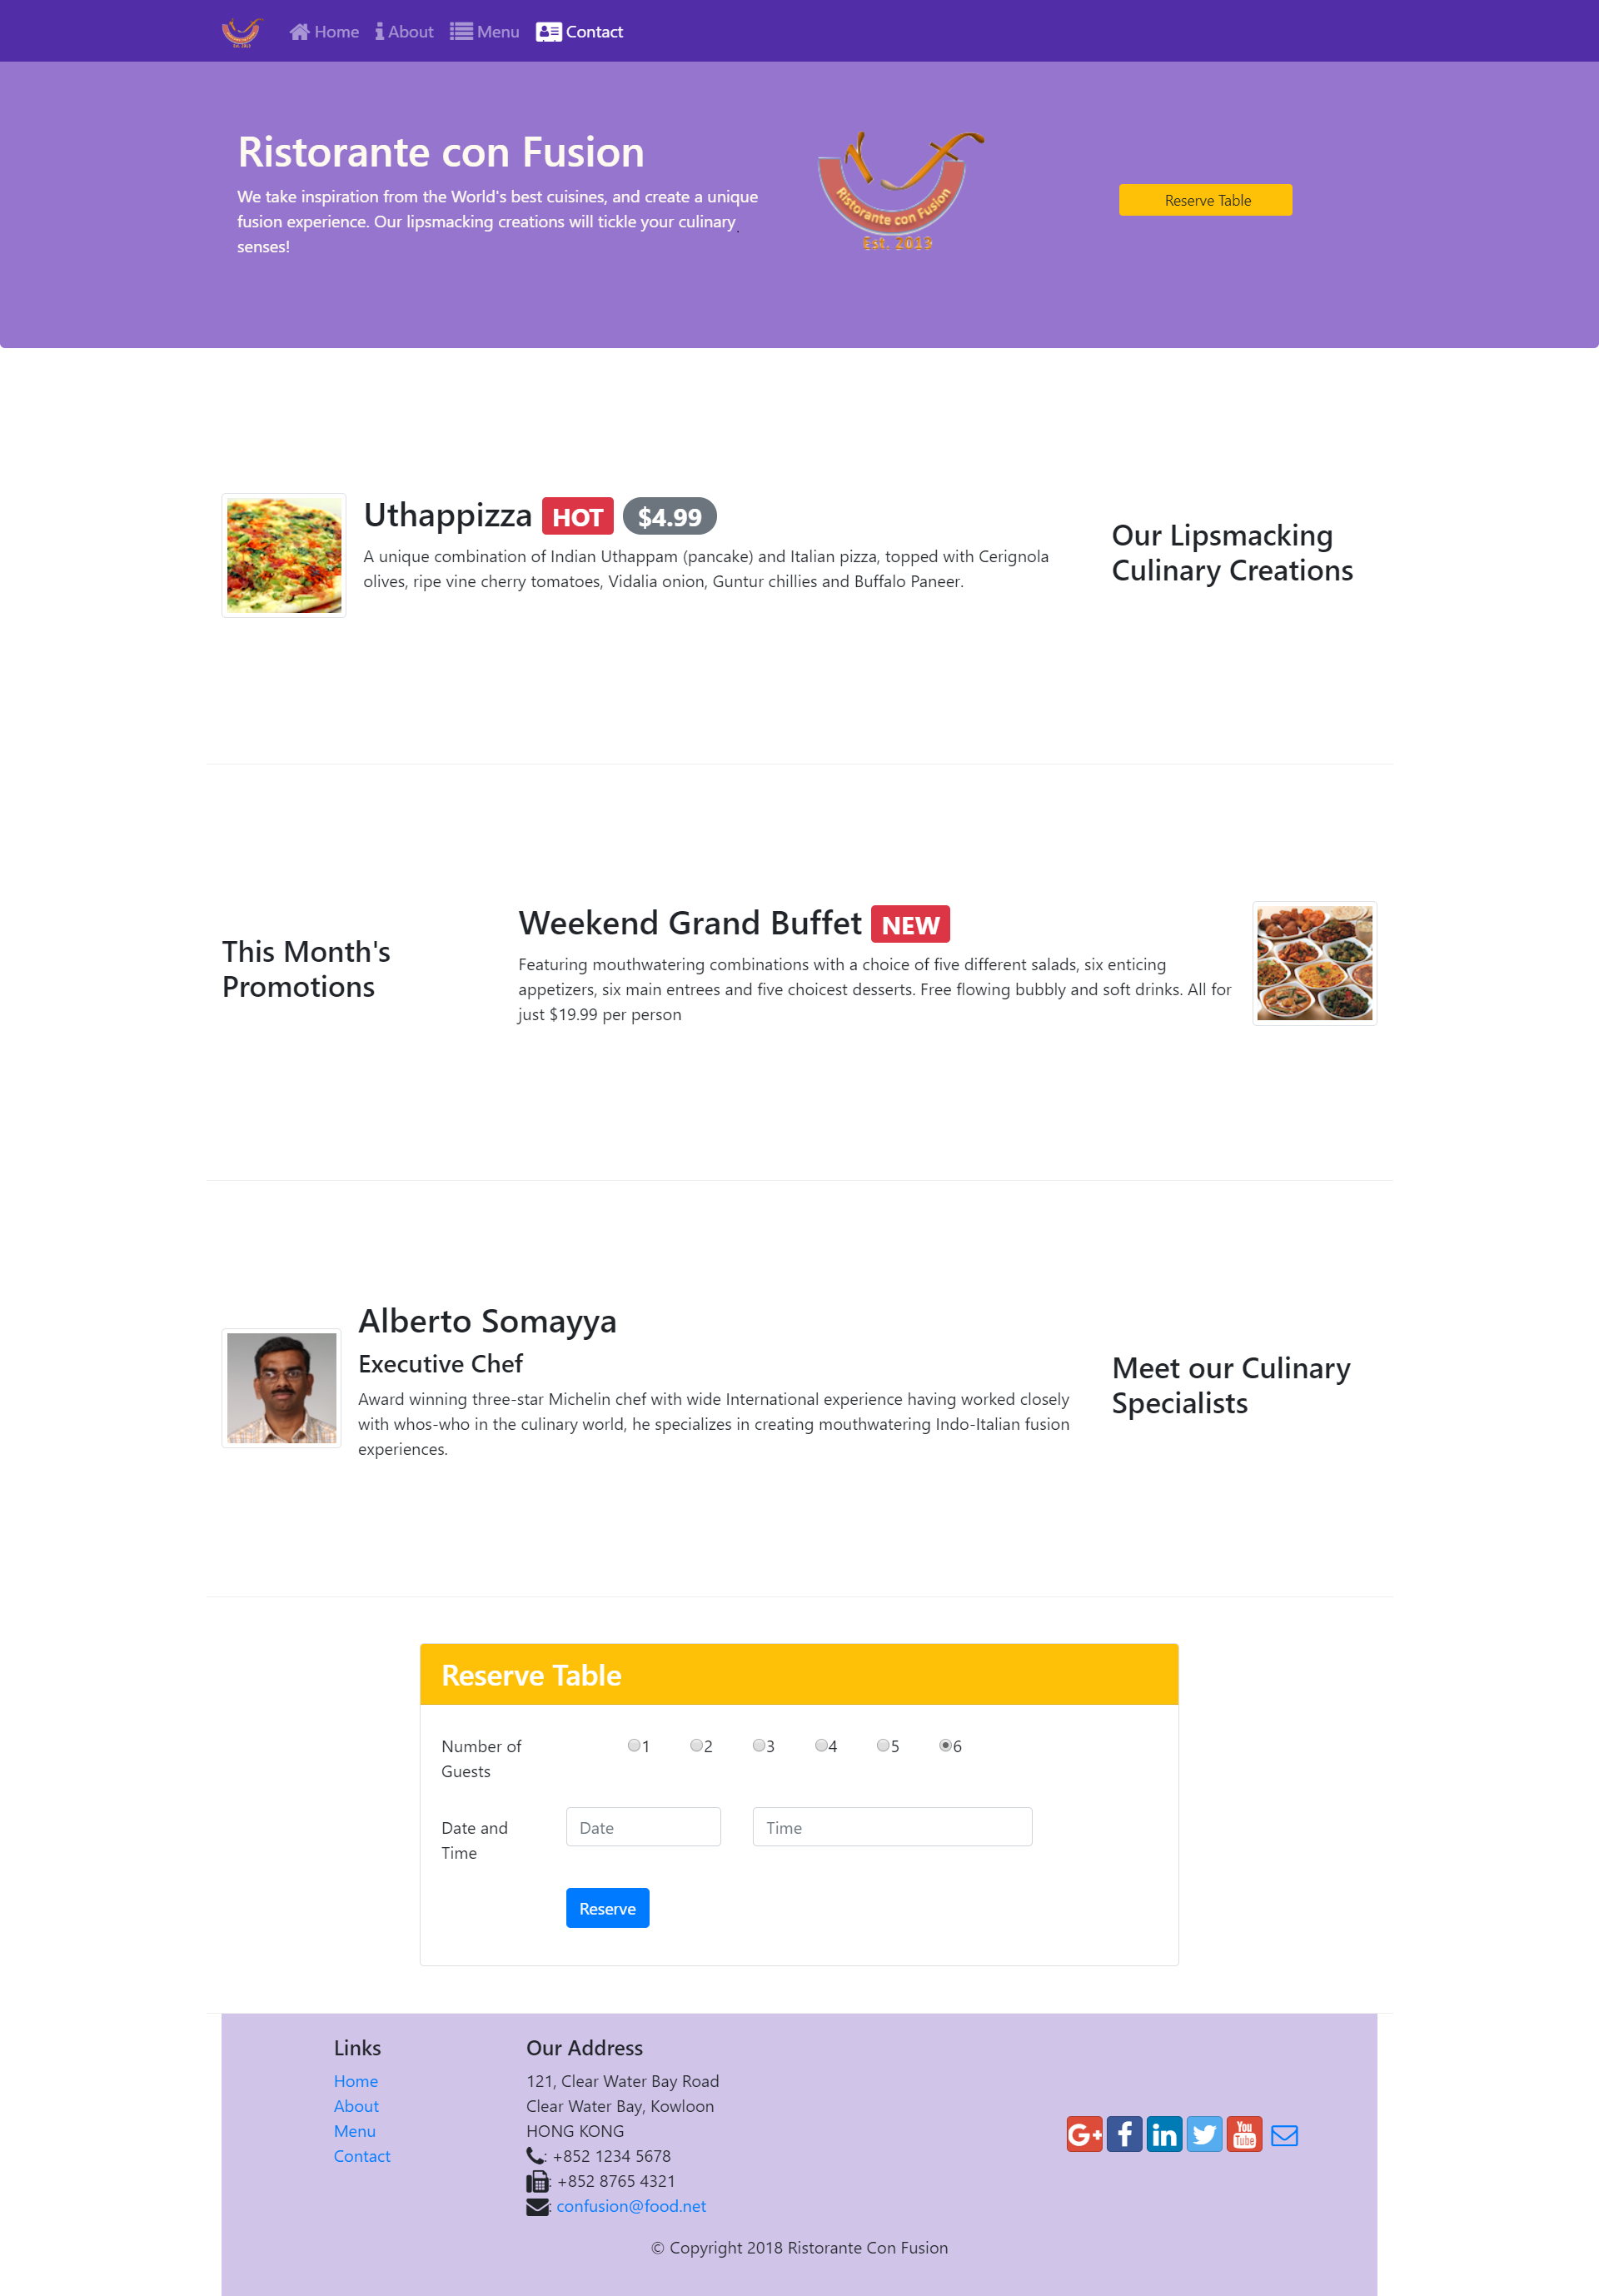 Home
About
Menu
Contact
Ristorante con Fusion
We take inspiration from the World's best cuisines, and create a unique
fusion experience. Our lipsmacking creations will tickle your culinary
senses!
Ristorante con Fusion
Est. 2013
Reserve Table
Uthappizza HOT $4.99
A unique combination of Indian Uthappam (pancake) and Italian pizza, topped with Cerignola
olives, ripe vine cherry tomatoes, Vidalia onion, Guntur chillies and Buffalo Paneer.
Our Lipsmacking
Culinary Creations
This Month's
Promotions
Weekend Grand Buffet NEW
Featuring mouthwatering combinations with a choice of five different salads, six enticing
appetizers, six main entrees and five choicest desserts. Free flowing bubbly and soft drinks. All for
just $19.99 per person
Alberto Somayya
Executive Chef
Award winning three-star Michelin chef with wide International experience having worked closely
with whos-who in the culinary world, he specializes in creating mouthwatering Indo-Italian fusion
experiences.
Meet our Culinary
Specialists
Reserve Table
Number of
Guests
1 2 3 4 5 6
Date and
Time
Date
Time
Reserve
Links
Home
About
Menu
Contact
Our Address
121, Clear Water Bay Road
Clear Water Bay, Kowloon
HONG KONG
: +852 1234 5678
: +852 8765 4321
: confusion@food.net
G+ f in You Tube
© Copyright 2018 Ristorante Con Fusion